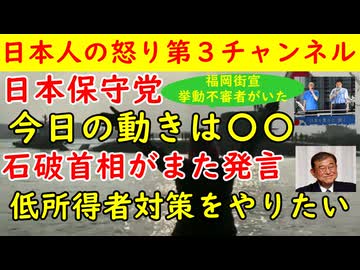 日本人の怒り第３チャンネル
日本保守党
福岡街宣
挙動不審者がいた
今日の動きは〇〇
石破首相がまた発言
低所得者対策をやりたい